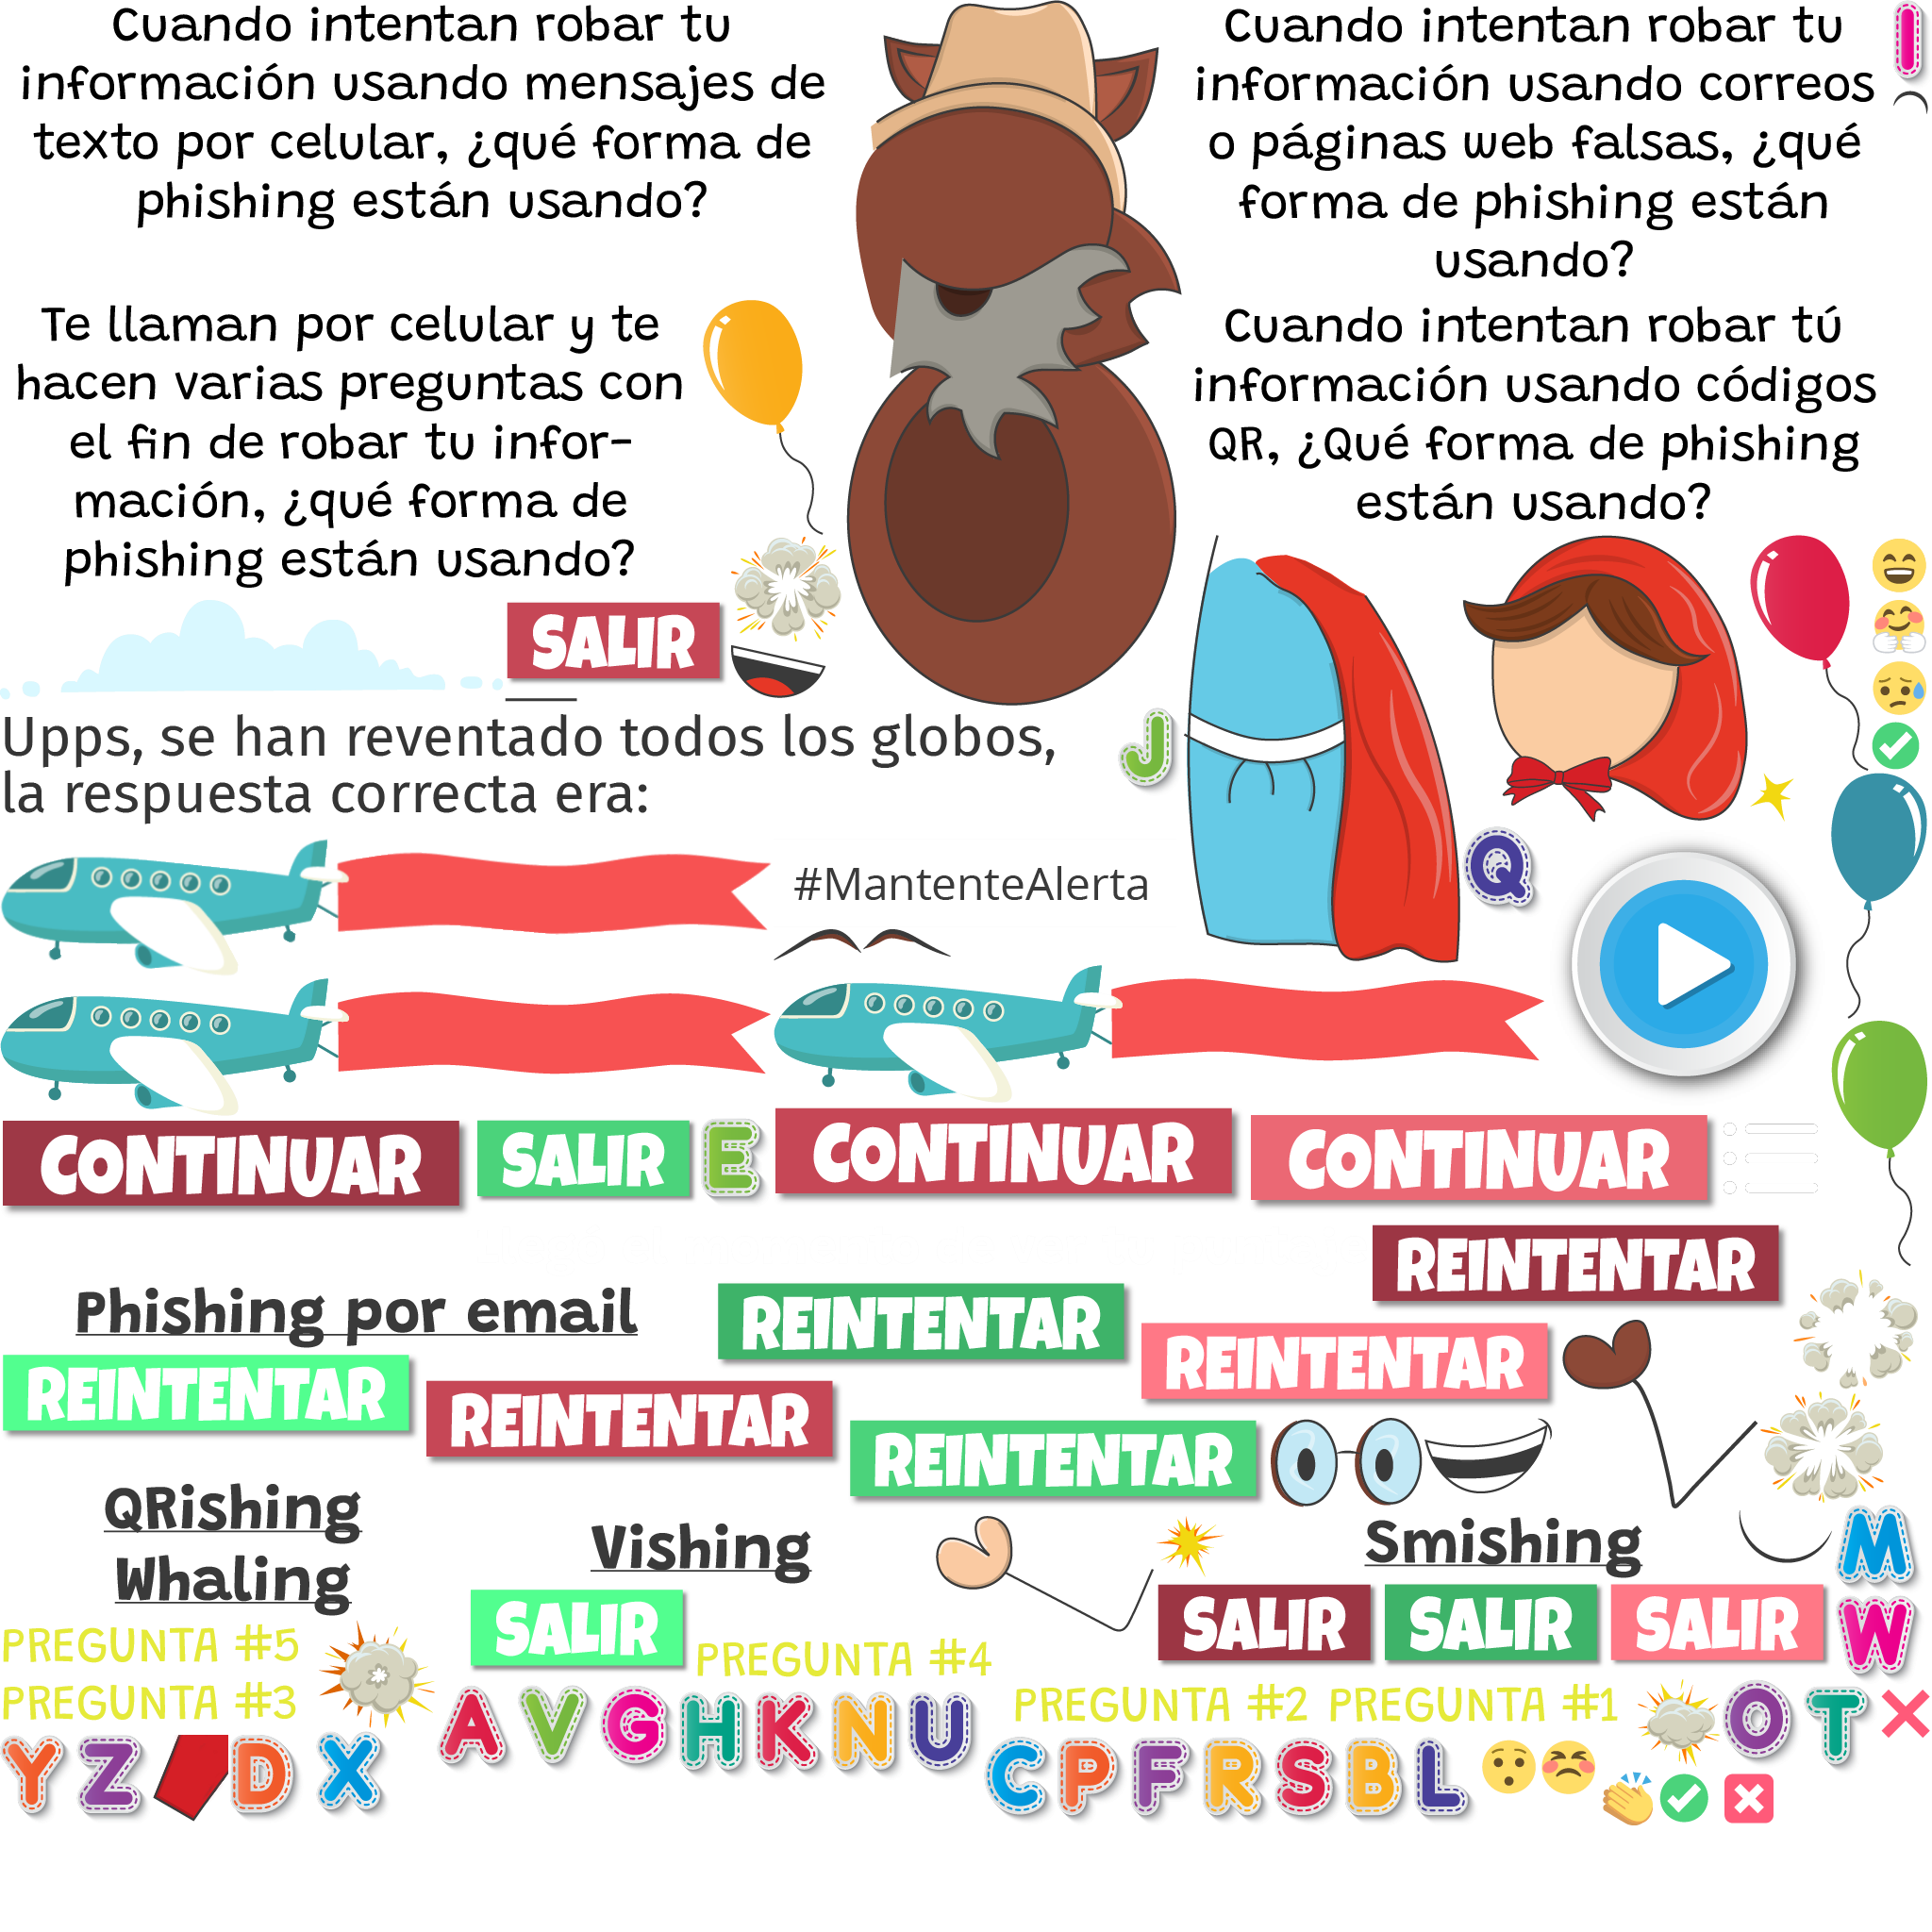 Cuando intentan robar tu
información usando mensajes de
texto por celular, ¿qué forma de
phishing están usando?
Cuando intentan robar tu
información usando correos
o páginas web falsas, ¿qué
forma de phishing están
usando?
I
Te llaman por celular y te
hacen varias preguntas con
el fin de robar tu infor-
mación, ¿qué forma de
phishing están usando?
Cuando intentan robar tú
información usando códigos
QR, ¿Qué forma de phishing
están usando?
SALIR
Upps, se han reventado todos los globos,
la respuesta correcta era:
J
#MantenteAlerta
Q
CONTINUAR
SALIR
E
CONTINUAR
CONTINUAR
REINTENTAR
Phishing por email
REINTENTAR
REINTENTAR
REINTENTAR
REINTENTAR
REINTENTAR
QRishing
Whaling
Vishing
Smishing
M
SALIR
SALIR
SALIR
SALIR
W
PREGUNTA #5
PREGUNTA #4
PREGUNTA #3
PREGUNTA #2
PREGUNTA #1
A V G H K N U
O T
Y Z D X
C P F R S B L